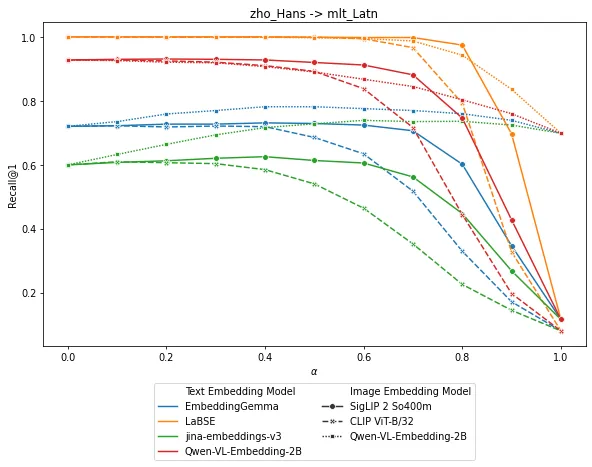 zho_Hans -> mlt_Latn
Recall@1
1.0
0.8
0.6
0.4
0.2
0.0 0.2 0.4 0.6 0.8 1.0
α
Text Embedding Model
EmbeddingGemma
LaBSE
jina-embeddings-v3
Qwen-VL-Embedding-2B
Image Embedding Model
SigLIP 2 So400m
CLIP ViT-B/32
Qwen-VL-Embedding-2B